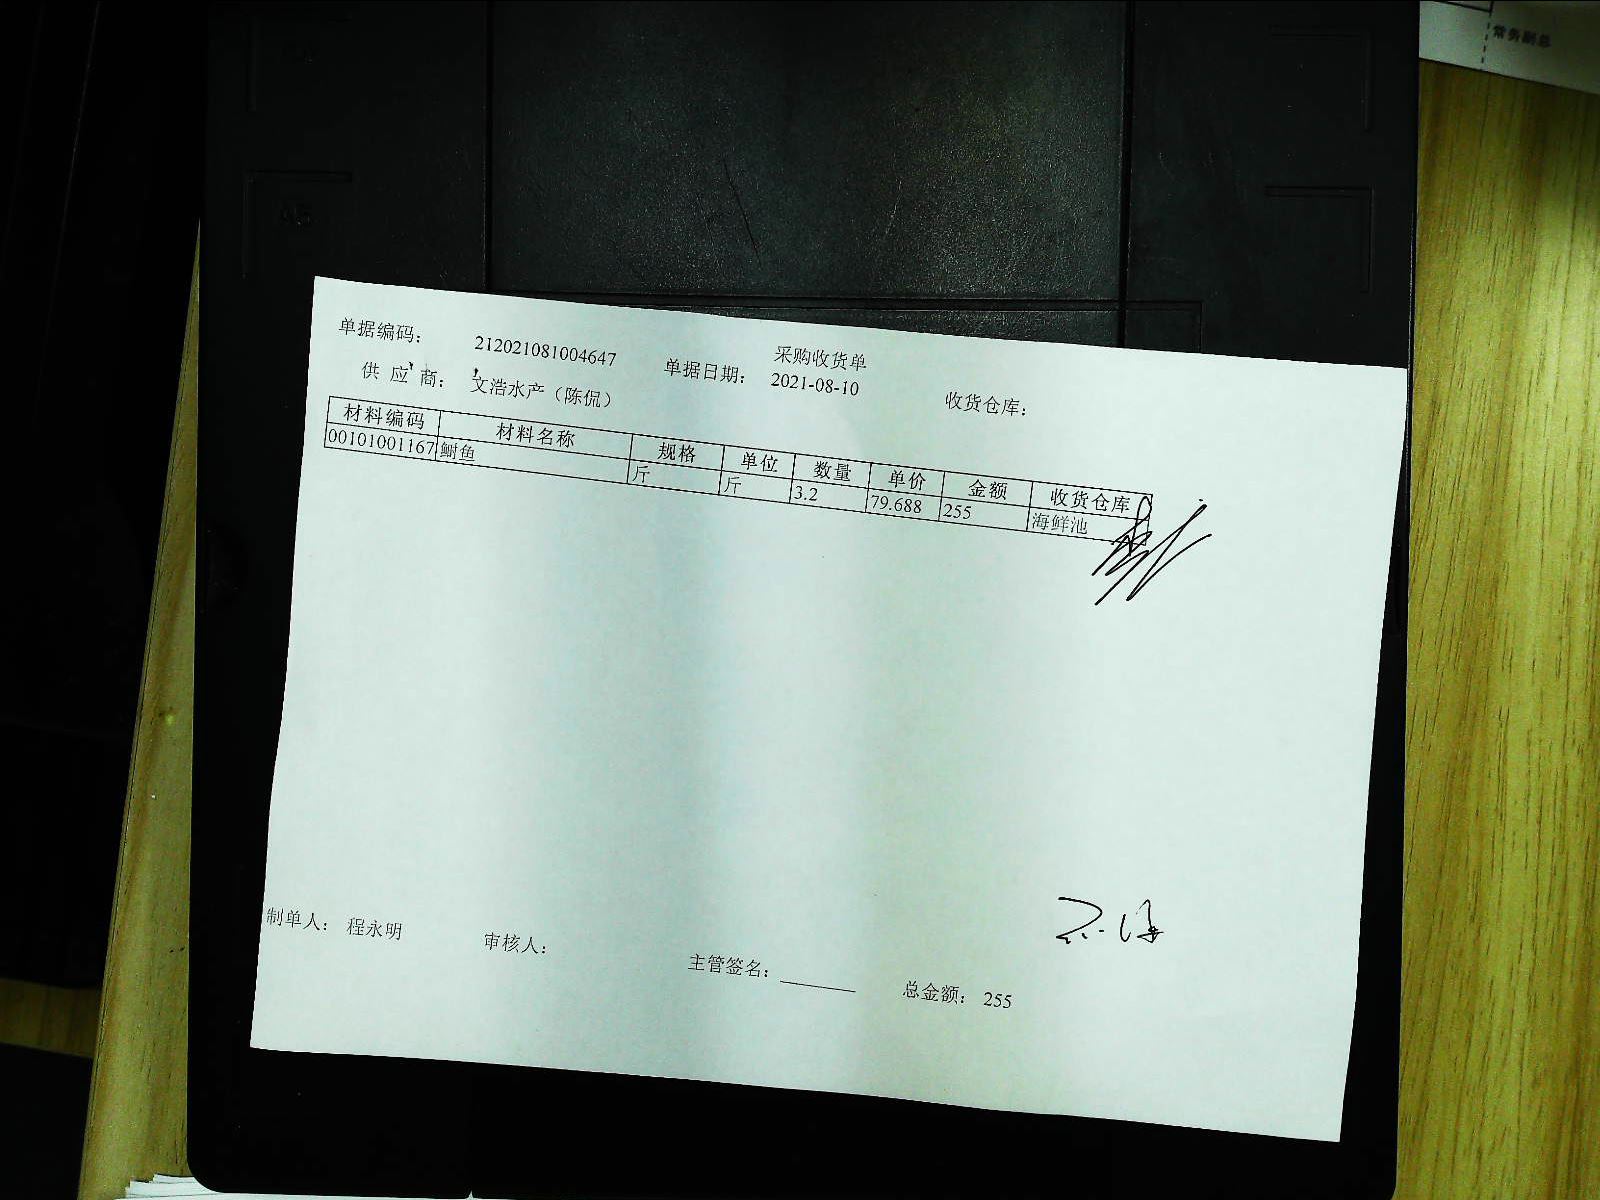 常务副总
采购收货单
单据编码： 212021081004647 单据日期： 2021-08-10 收货仓库：
供 应 商： 文浩水产（陈侃）
材料编码 材料名称 规格 单位 数量 单价 金额 收货仓库
00101001167 鲥鱼 斤 斤 3.2 79.688 255 海鲜池
制单人： 程永明 审核人： 主管签名： 总金额： 255